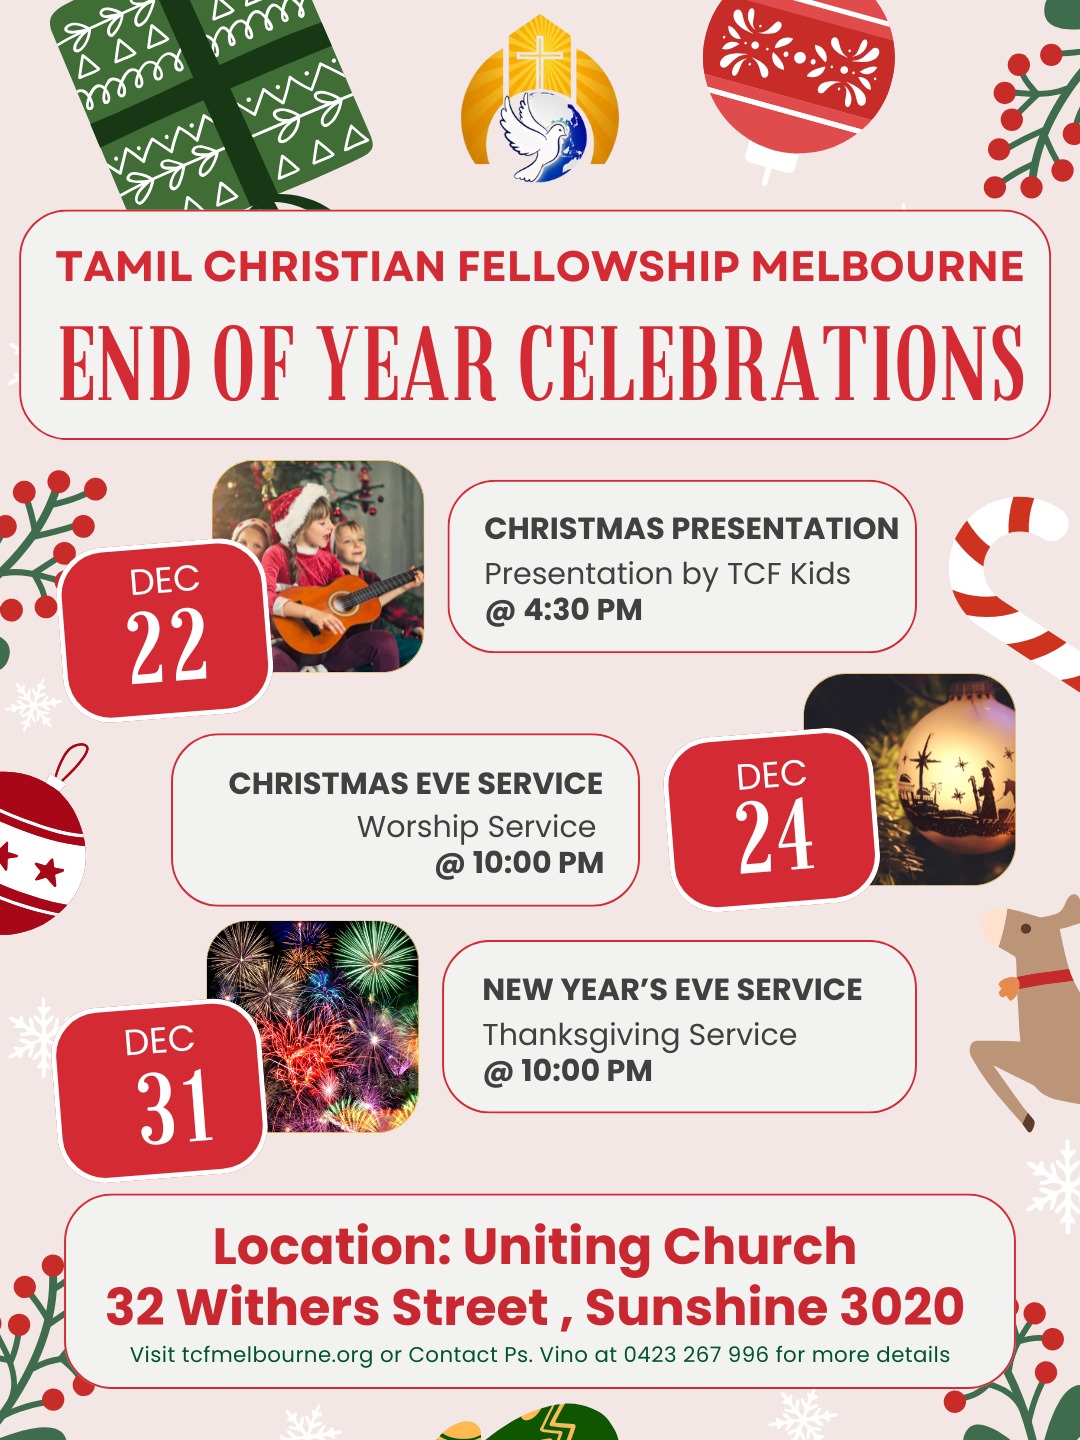 TAMIL CHRISTIAN FELLOWSHIP MELBOURNE
END OF YEAR CELEBRATIONS
DEC
22
CHRISTMAS PRESENTATION
Presentation by TCF Kids
@ 4:30 PM
CHRISTMAS EVE SERVICE
Worship Service
@ 10:00 PM
DEC
24
DEC
31
NEW YEAR’S EVE SERVICE
Thanksgiving Service
@ 10:00 PM
Location: Uniting Church
32 Withers Street , Sunshine 3020
Visit tcfmelbourne.org or Contact Ps. Vino at 0423 267 996 for more details